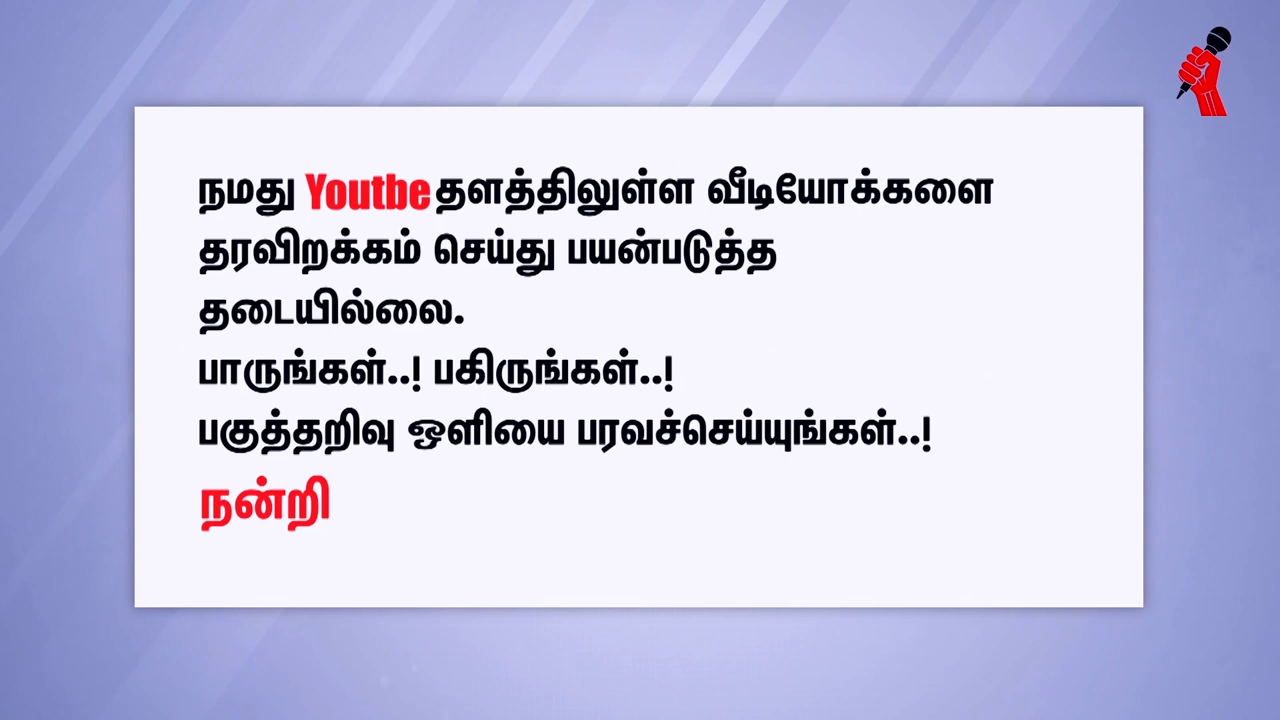 நமது Youtbe தளத்திலுள்ள வீடியோக்களை
தரவிறக்கம் செய்து பயன்படுத்த
தடையில்லை.
பாருங்கள்..! பகிருங்கள்..!
பகுத்தறிவு ஒளியை பரவச்செய்யுங்கள்..!
நன்றி